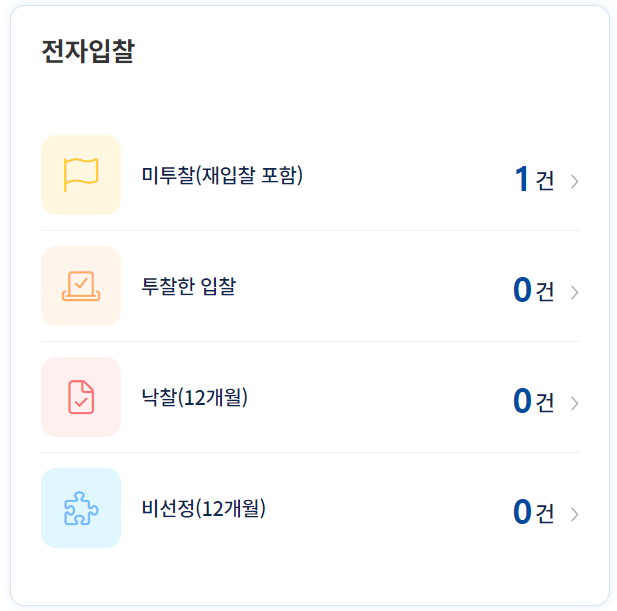 전자입찰
미투찰(재입찰 포함) 1 건
투찰한 입찰 0 건
낙찰(12개월) 0 건
비선정(12개월) 0 건